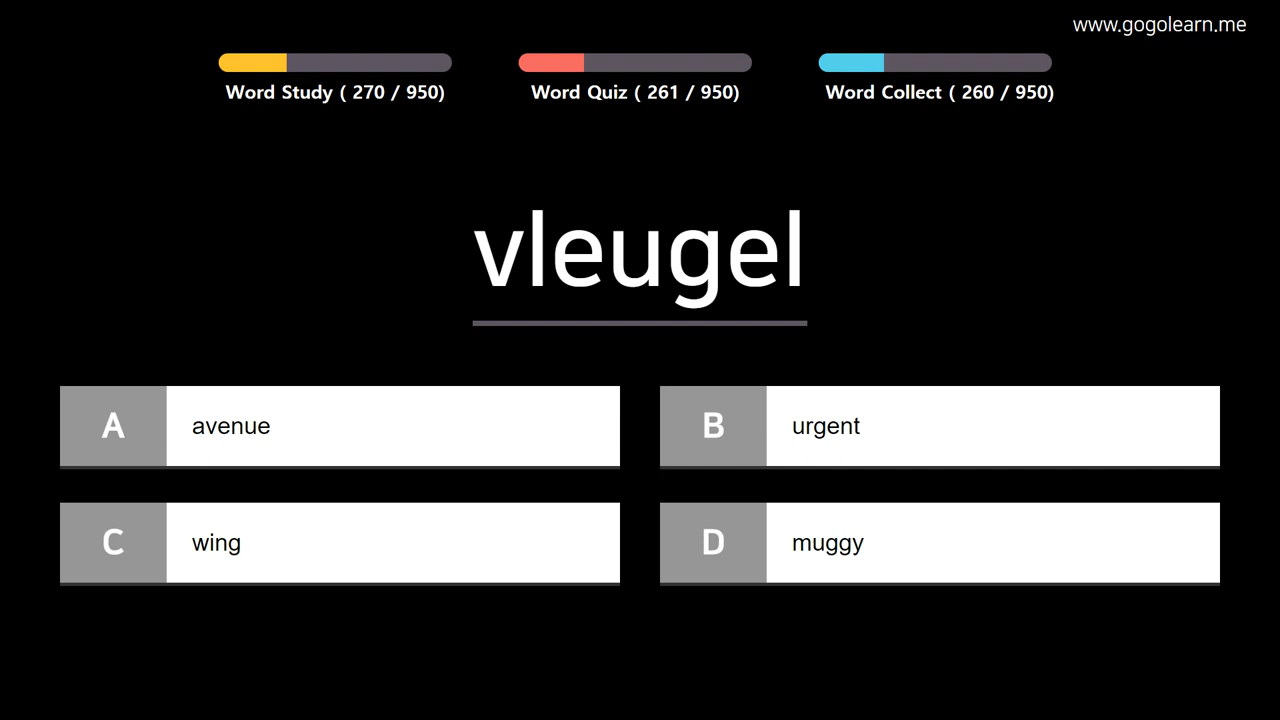 www.gogolearn.me
Word Study ( 270 / 950)
Word Quiz ( 261 / 950)
Word Collect ( 260 / 950)
vleugel
A avenue
B urgent
C wing
D muggy